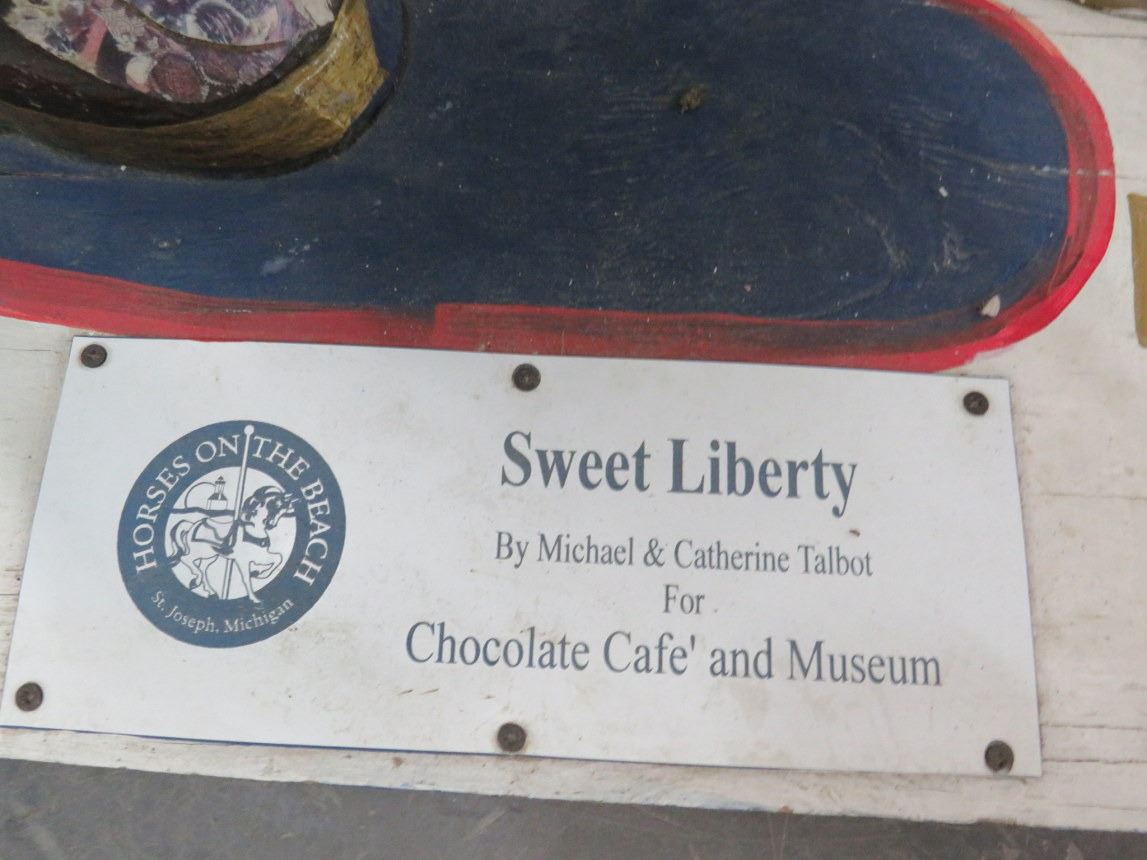 HORSES ON THE BEACH
St. Joseph, Michigan
Sweet Liberty
By Michael & Catherine Talbot
For
Chocolate Cafe' and Museum